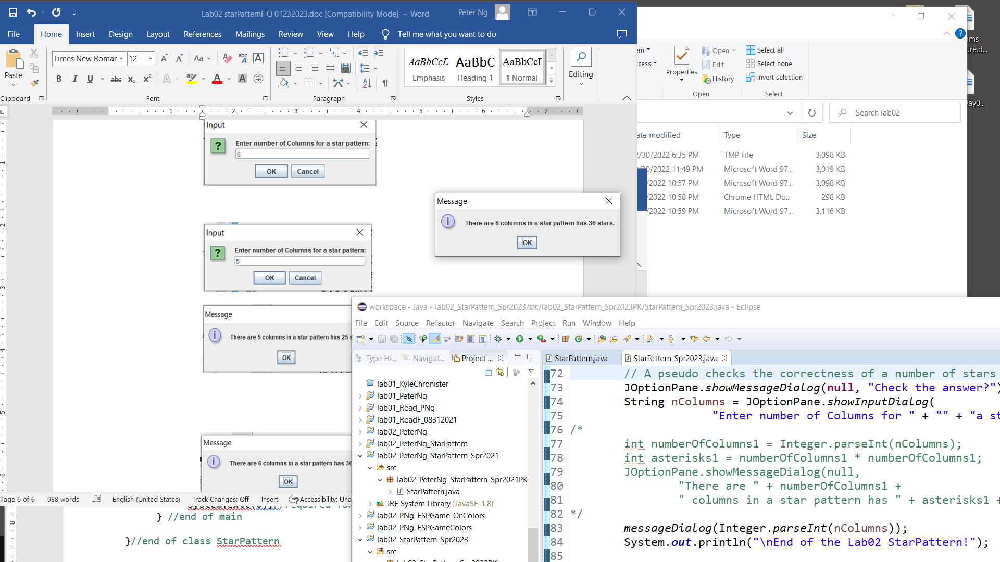 Lab02 starPatternF Q 01232023.doc [Compatibility Mode] - Word
Peter Ng
File Home Insert Design Layout References Mailings Review View Help Tell me what you want to do
Times New Romar 12
Paste
Clipboard Font Paragraph Styles
AaBbCcL AaBbC AaBbCcI
Emphasis Heading 1 ¶ Normal
Editing
1 2 3 4 5 6 7
Input
Enter number of Columns for a star pattern:
6
OK Cancel
Input
Enter number of Columns for a star pattern:
5
OK Cancel
Message
There are 5 columns in a star pattern has 25 s
OK
Message
There are 6 columns in a star pattern has 36
OK
Message
There are 6 columns in a star pattern has 36 stars.
OK
Page 6 of 6 988 words English (United States) Track Changes: Off Insert Accessibility: Una
} //end of main
}//end of class StarPattern
Properties
Open
Edit
History
Open
Select all
Select none
Invert selection
Select
Search lab02
ate modified Type Size
/30/2022 6:35 PM TMP File 3,098 KB
/20/2022 11:49 PM Microsoft Word 97... 3,019 KB
/2022 10:57 PM Microsoft Word 97... 3,098 KB
/2022 10:58 PM Chrome HTML Do... 298 KB
/2022 10:59 PM Microsoft Word 97... 3,116 KB
workspace - Java - lab02_StarPattern_Spr2023/src/lab02_StarPattern_Spr2023PK/StarPattern_Spr2023.java - Eclipse
File Edit Source Refactor Navigate Search Project Run Window Help
Type Hi... Navigat... Project ...
lab01_KyleChronister
lab01_PeterNg
lab01_Read_PNg
lab01_ReadF_08312021
lab02_PeterNg
lab02_PeterNg_StarPattern
lab02_PeterNg_StarPattern_Spr2021
src
lab02_PeterNg_StarPattern_Spr2021PK
StarPattern.java
JRE System Library [JavaSE-1.8]
lab02_PNg_ESPGame_OnColors
lab02_PNg_ESPGameColors
lab02_StarPattern_Spr2023
src
StarPattern.java StarPattern_Spr2023.java
72 // A pseudo checks the correctness of a number of stars
73 JOptionPane.showMessageDialog(null, "Check the answer?")
74 String nColumns = JOptionPane.showInputDialog(
75 "Enter number of Columns for " + "" + "a st
76 /*
77 int numberOfColumns1 = Integer.parseInt(nColumns);
78 int asterisks1 = numberOfColumns1 * numberOfColumns1;
79 JOptionPane.showMessageDialog(null,
80 "There are " + numberOfColumns1 +
81 " columns in a star pattern has " + asterisks1 +
82 */
83 messageDialog(Integer.parseInt(nColumns));
84 System.out.println("\nEnd of the Lab02 StarPattern!");
85